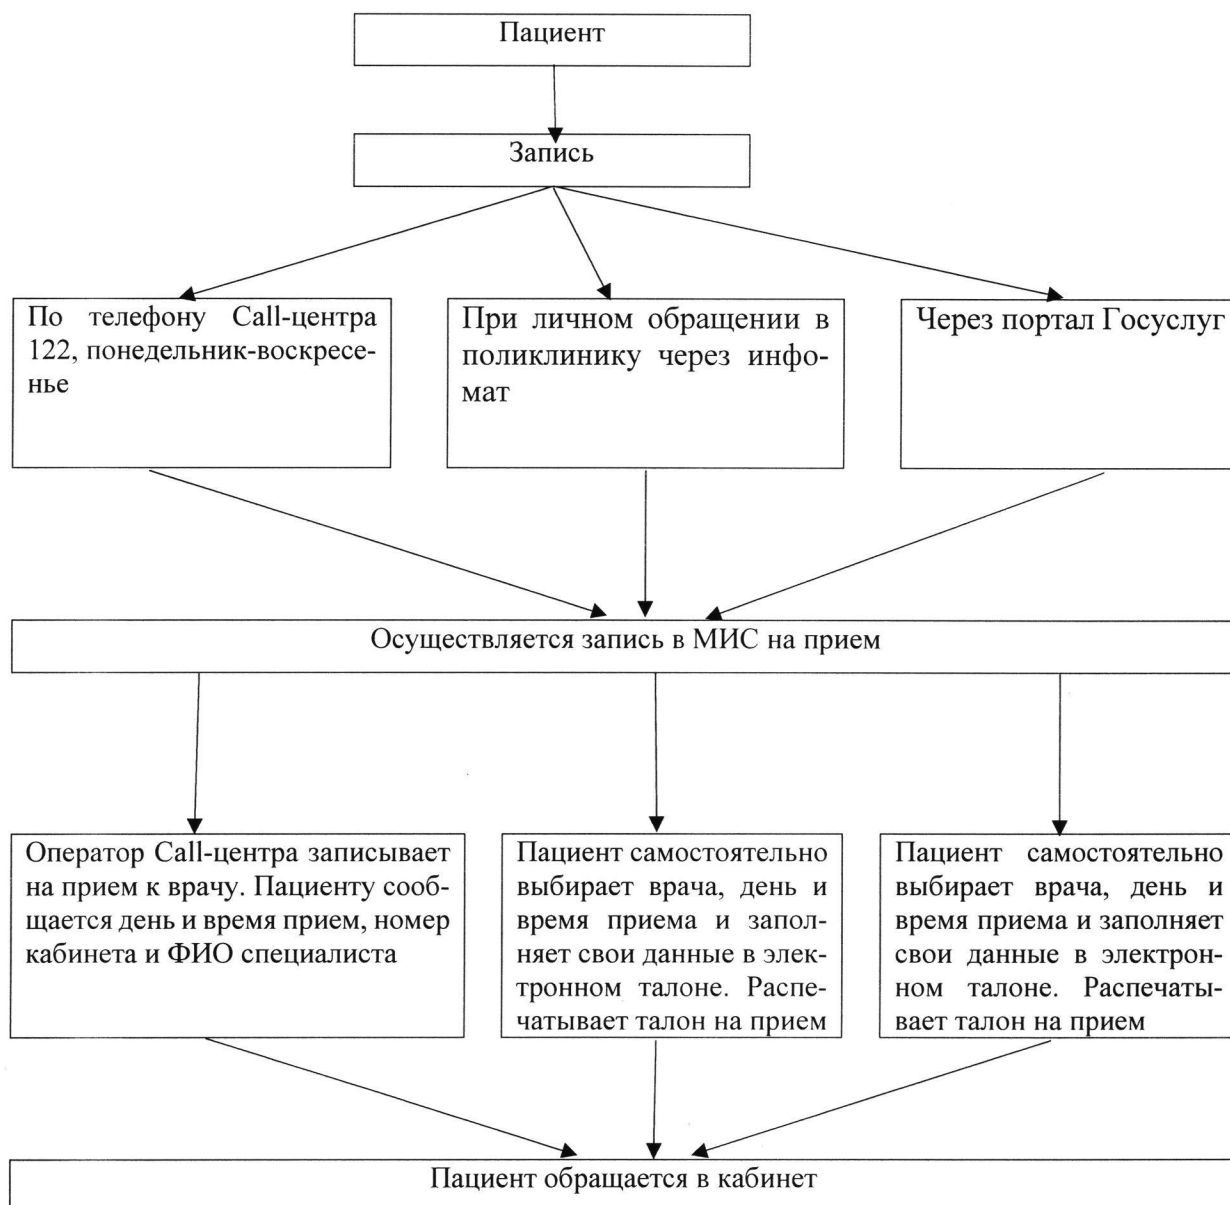 Пациент
Запись
По телефону Call-центра
122, понедельник-воскресе-
нье
При личном обращении в
поликлинику через инфо-
мат
Через портал Госуслуг
Осуществляется запись в МИС на прием
Оператор Call-центра записывает
на прием к врачу. Пациенту сооб-
щается день и время прием, номер
кабинета и ФИО специалиста
Пациент самостоятельно
выбирает врача, день и
время приема и запол-
няет свои данные в элек-
тронном талоне. Распе-
чатывает талон на прием
Пациент самостоятельно
выбирает врача, день и
время приема и заполняет
свои данные в электрон-
ном талоне. Распечаты-
вает талон на прием
Пациент обращается в кабинет